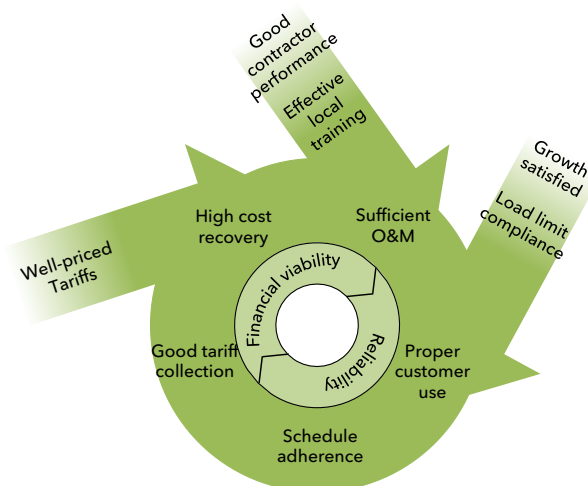 Good
contractor
performance
Effective
local
training
Growth
satisfied
Load limit
compliance
Well-priced
Tariffs
High cost
recovery
Sufficient
O&M
Financial viability
Reliability
Good tariff
collection
Proper
customer
use
Schedule
adherence